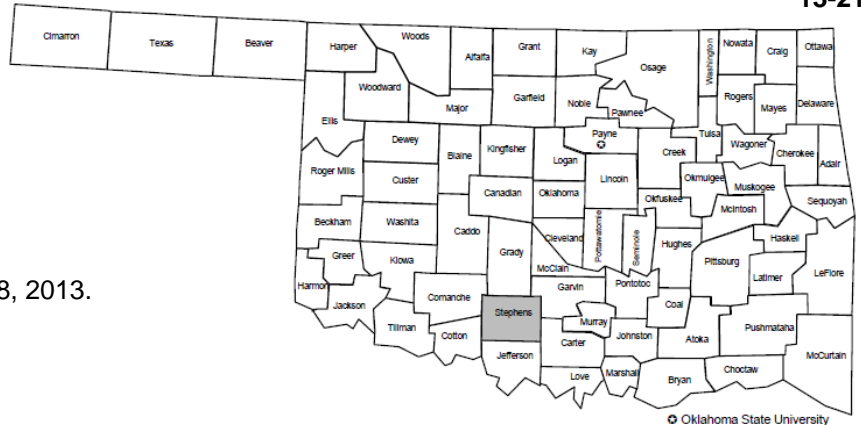 13-21
Cimarron
Texas
Beaver
Harper
Woods
Alfalfa
Grant
Kay
Osage
Washington
Nowata
Craig
Ottawa
Woodward
Major
Garfield
Noble
Pawnee
Rogers
Mayes
Delaware
Ellis
Dewey
Blaine
Kingfisher
Logan
Payne
Creek
Tulsa
Wagoner
Cherokee
Adair
Roger Mills
Custer
Canadian
Oklahoma
Lincoln
Okmulgee
Muskogee
Okfuskee
McIntosh
Sequoyah
Beckham
Washita
Caddo
Grady
Cleveland
Pottawatomie
Seminole
Hughes
Haskell
Greer
Kiowa
McClain
Pittsburg
Latimer
LeFlore
Harmon
Jackson
Comanche
Garvin
Pontotoc
8, 2013.
Stephens
Murray
Coal
Tillman
Cotton
Carter
Johnston
Atoka
Pushmataha
Jefferson
Love
Marshall
Bryan
Choctaw
McCurtain
Oklahoma State University